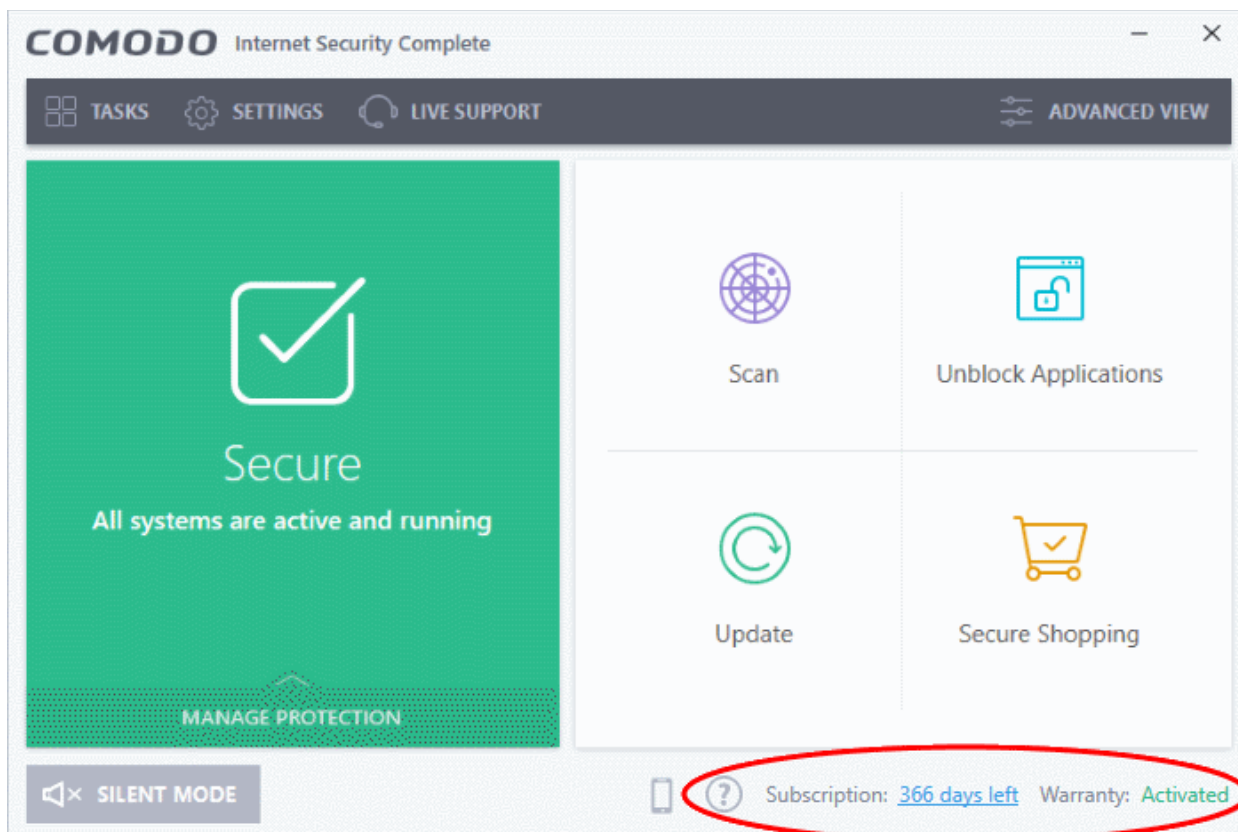 COMODO Internet Security Complete
TASKS SETTINGS LIVE SUPPORT ADVANCED VIEW
Secure
All systems are active and running
MANAGE PROTECTION
Scan
Unblock Applications
Update
Secure Shopping
SILENT MODE
? Subscription: 366 days left Warranty: Activated